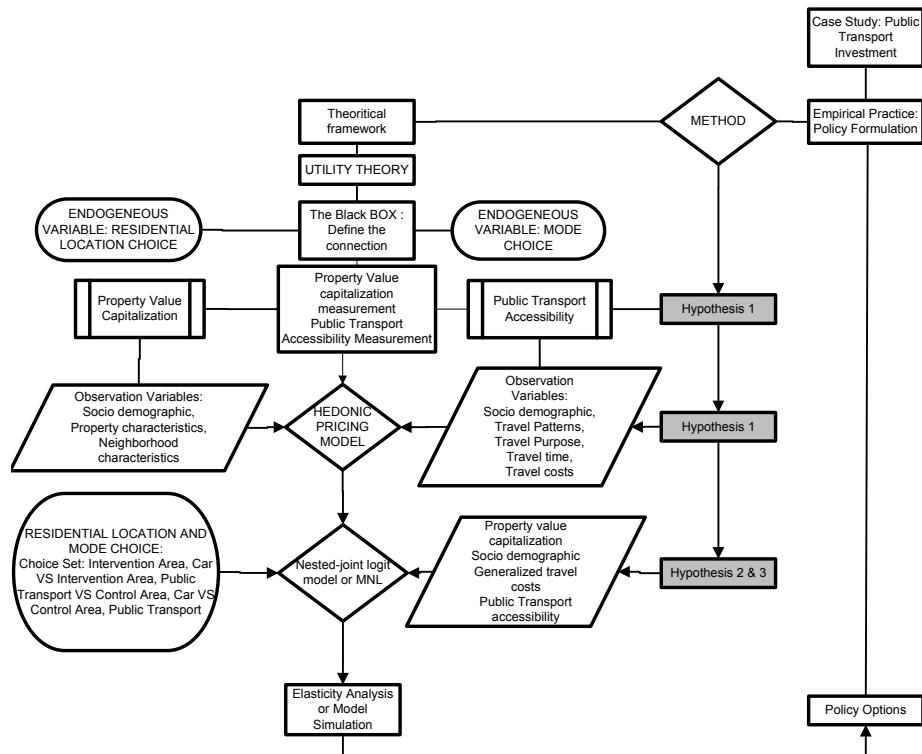 Case Study: Public
Transport
Investment
Theoritical
framework
METHOD
Empirical Practice:
Policy Formulation
UTILITY THEORY
ENDOGENEOUS
VARIABLE: RESIDENTIAL
LOCATION CHOICE
The Black BOX :
Define the
connection
ENDOGENEOUS
VARIABLE: MODE
CHOICE
Property Value
Capitalization
Property Value
capitalization
measurement
Public Transport
Accessibility Measurement
Public Transport
Accessibility
Hypothesis 1
Observation Variables:
Socio demographic,
Property characteristics,
Neighborhood
characteristics
HEDONIC
PRICING
MODEL
Observation
Variables:
Socio demographic,
Travel Patterns,
Travel Purpose,
Travel time,
Travel costs
Hypothesis 1
RESIDENTIAL LOCATION AND
MODE CHOICE:
Choice Set: Intervention Area, Car
VS Intervention Area, Public
Transport VS Control Area, Car VS
Control Area, Public Transport
Nested-joint logit
model or MNL
Property value
capitalization
Socio demographic
Generalized travel
costs
Public Transport
accessibility
Hypothesis 2 & 3
Elasticity Analysis
or Model
Simulation
Policy Options